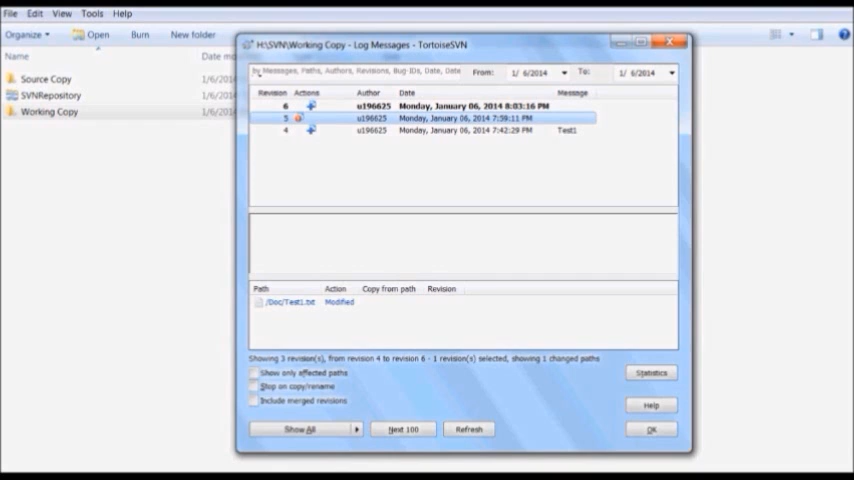 File Edit View Tools Help
Organize Open Burn New folder
Name Date mo
Source Copy 1/6/2014
SVNRepository 1/6/2014
Working Copy 1/6/2014
H:\SVN\Working Copy - Log Messages - TortoiseSVN
by Messages, Paths, Authors, Revisions, Bug-IDs, Date, Date From: 1/ 6/2014 To: 1/ 6/2014
Revision Actions Author Date Message
6 u196625 Monday, January 06, 2014 8:03:16 PM
5 u196625 Monday, January 06, 2014 7:59:11 PM
4 u196625 Monday, January 06, 2014 7:42:29 PM Test1
Path Action Copy from path Revision
/Doc/Test1.txt Modified
Showing 3 revision(s), from revision 4 to revision 6 - 1 revision(s) selected, showing 1 changed paths
Show only affected paths
Stop on copy/rename
Include merged revisions
Statistics
Help
Show All Next 100 Refresh OK